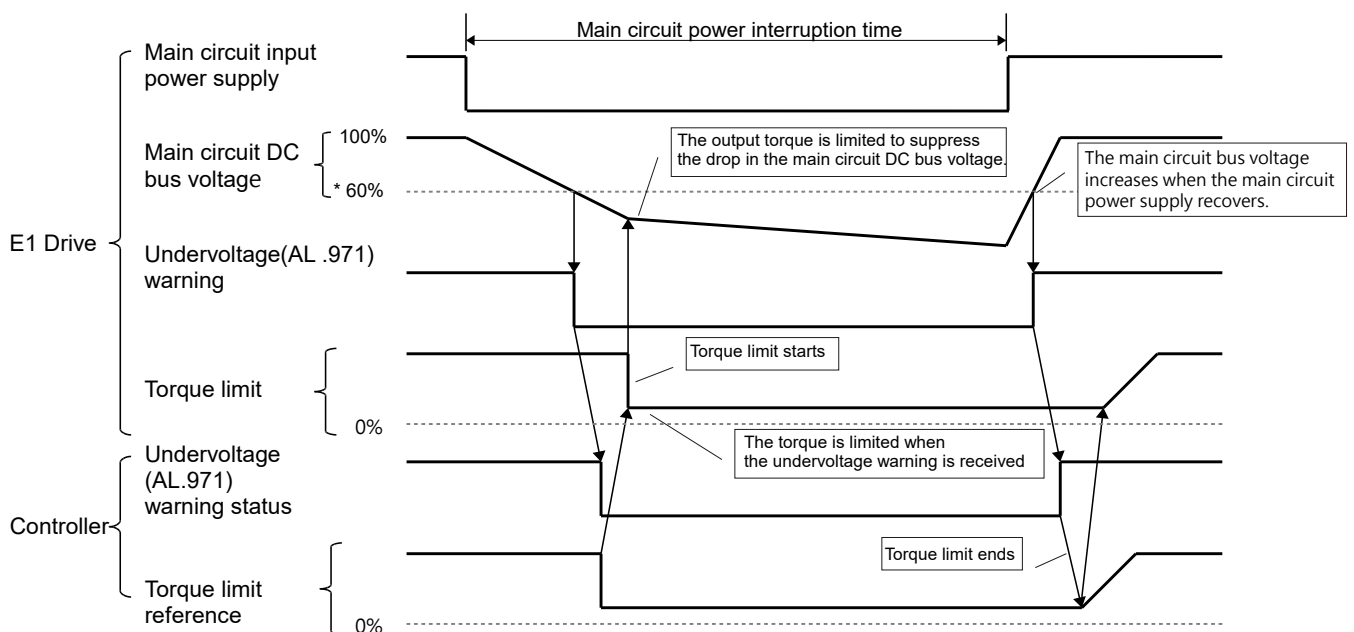 Main circuit power interruption time
Main circuit input
power supply
100%
Main circuit DC
bus voltage
* 60%
The output torque is limited to suppress
the drop in the main circuit DC bus voltage.
The main circuit bus voltage
increases when the main circuit
power supply recovers.
E1 Drive
Undervoltage(AL .971)
warning
Torque limit starts
Torque limit
0%
The torque is limited when
the undervoltage warning is received
Undervoltage
(AL.971)
warning status
Controller
Torque limit ends
Torque limit
reference
0%